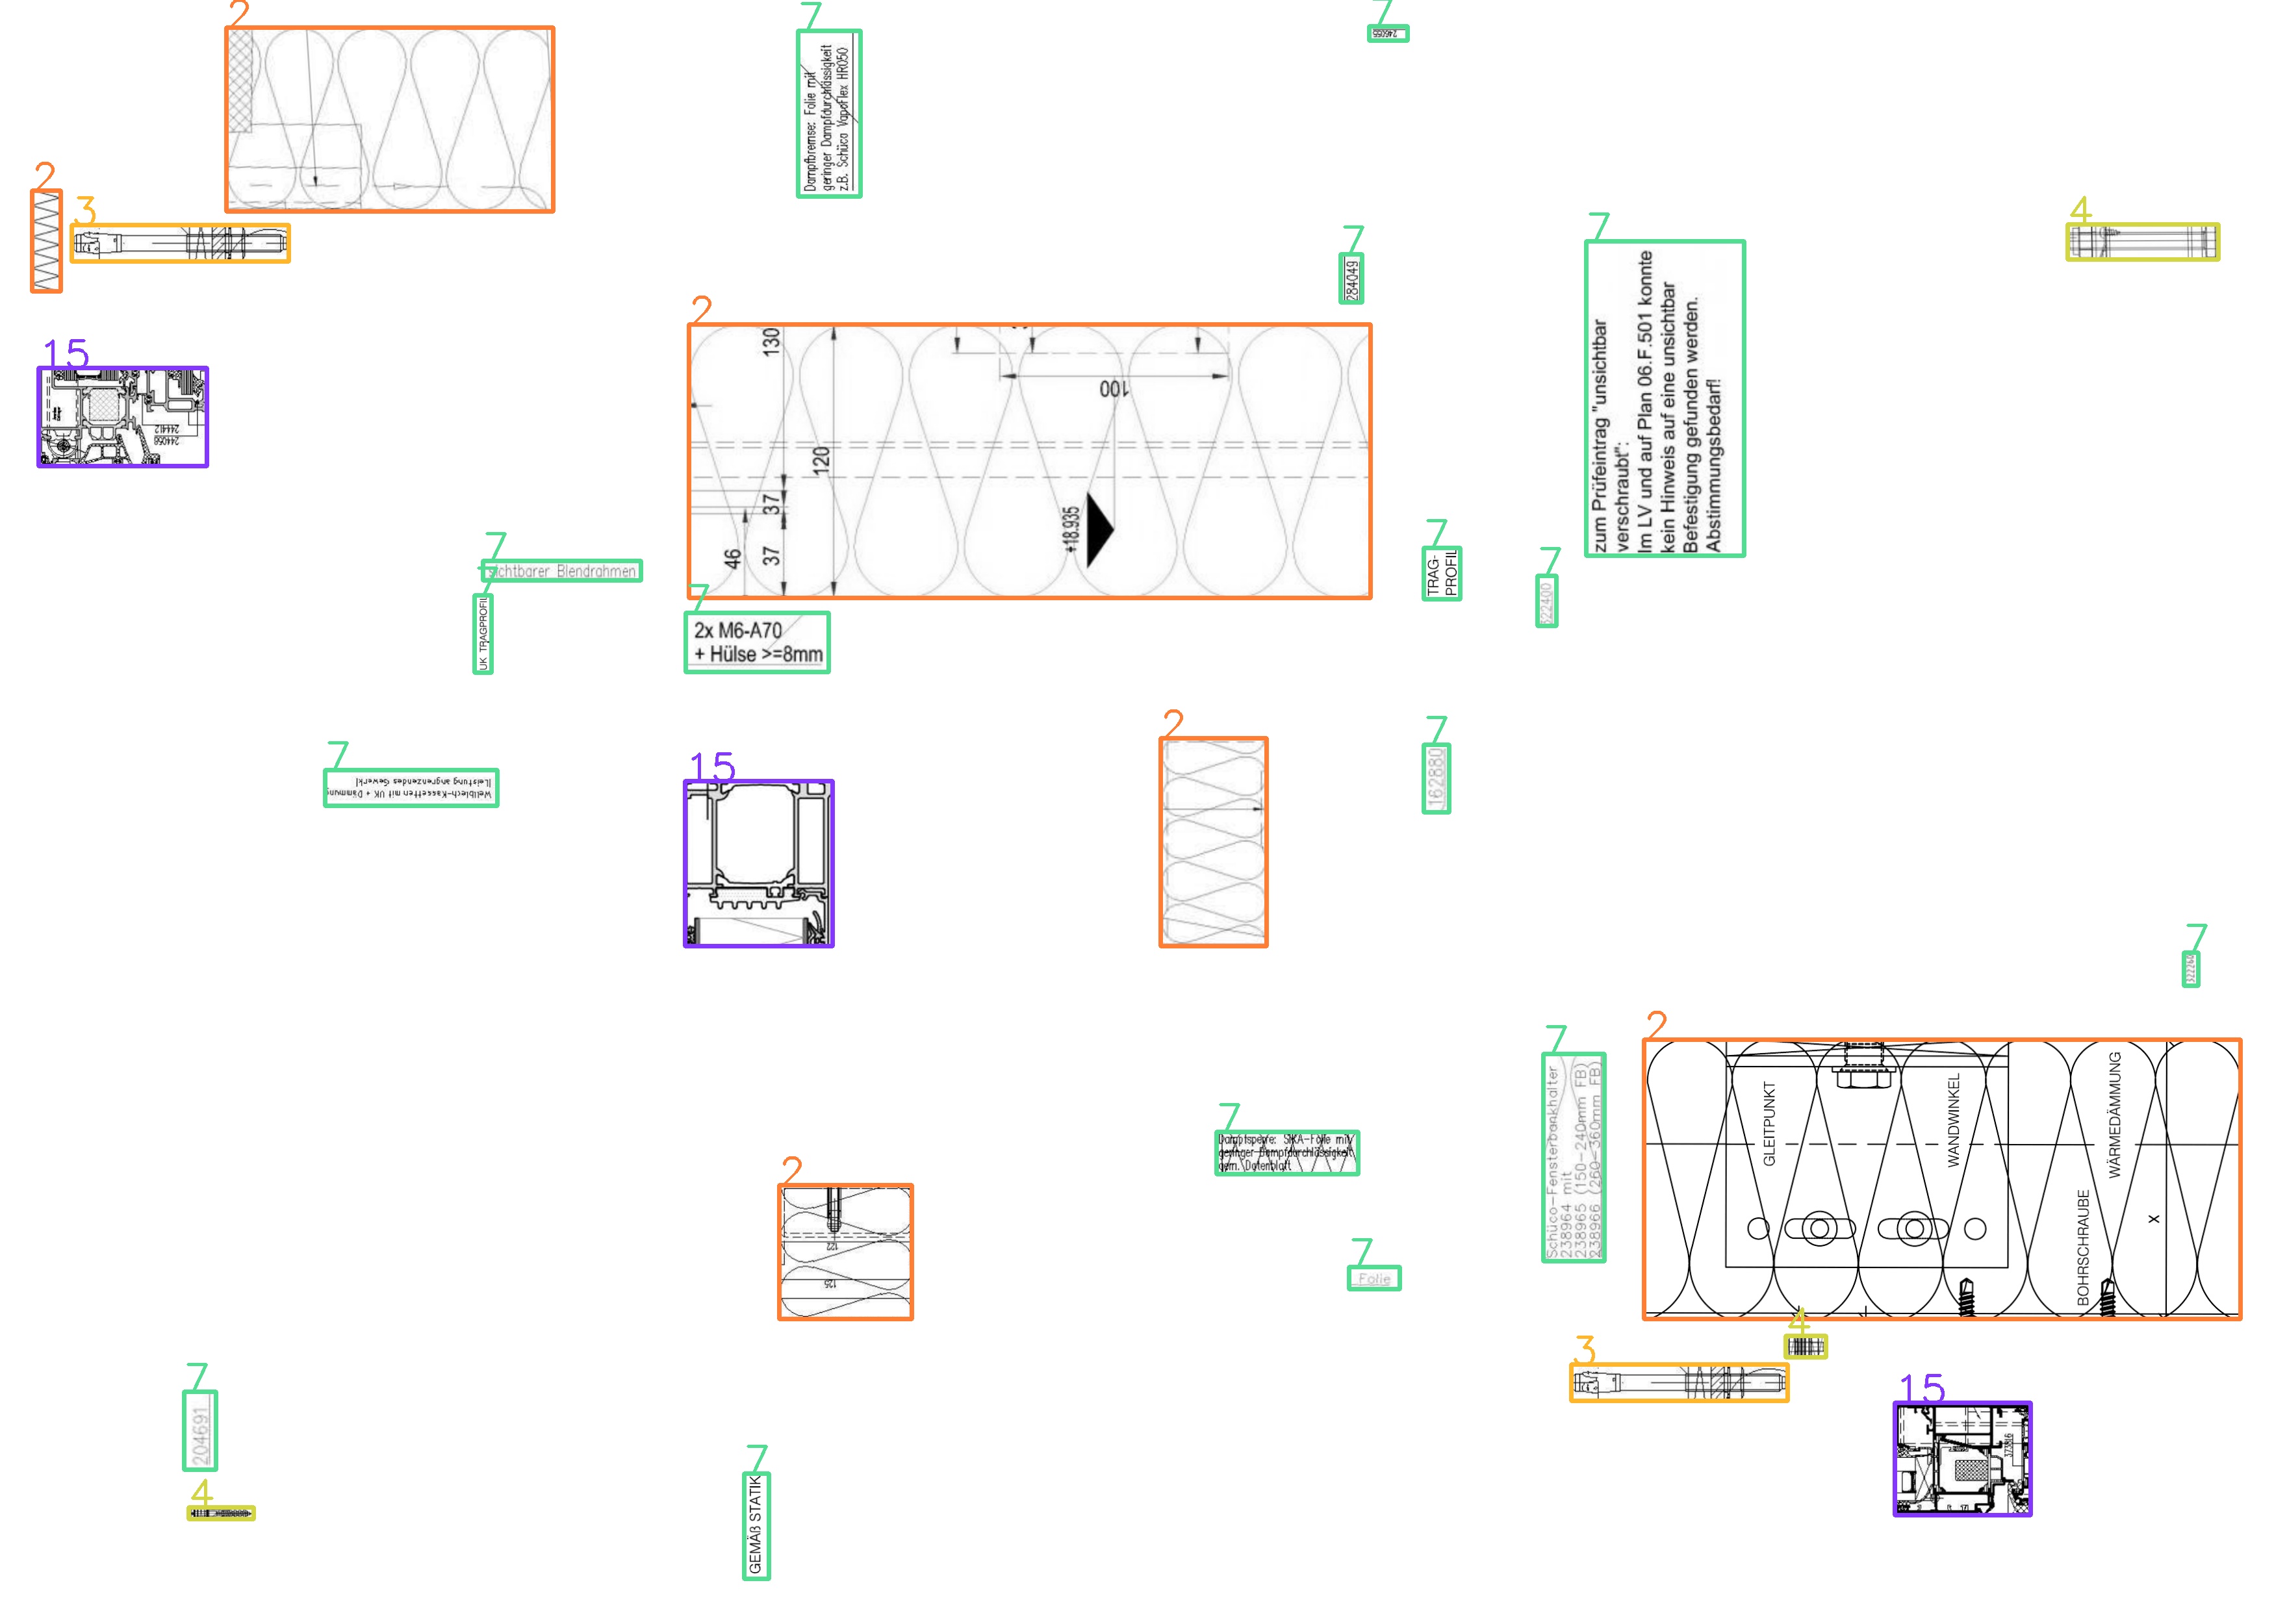 2
7
7
Dampfbremse: Folie mit
geringer Dampfdurchlässigkeit
z.B. Schüco VapoFlex HR050
246055
2
3
7
284049
7
zum Prüfeintrag "unsichtbar
verschraubt":
Im LV und auf Plan 06.F.501 konnte
kein Hinweis auf eine unsichtbar
Befestigung gefunden werden.
Abstimmungsbedarf!
4
15
244412
244058
2
130
100
120
37
37
46
+18.935
7
sichtbarer Blendrahmen
7
UK TRAGPROFIL
7
2x M6-A70
+ Hülse >=8mm
7
TRAG-
PROFIL
7
322400
7
Wellblech-Kassetten mit UK + Dämmung
(Leistung angrenzendes Gewerk)
15
2
7
162880
7
2
122
125
7
Dampfsperre: SIKA-Folie mit
geringer Dampfdurchlässigkeit
gem. Datenblatt
7
Folie
7
Schüco-Fensterbankhalter
238964 mit
238965 (150-240mm FB)
238966 (260-360mm FB)
2
GLEITPUNKT
WANDWINKEL
WÄRMEDÄMMUNG
BOHRSCHRAUBE
X
4
3
15
7
204691
4
7
GEMÄß STATIK